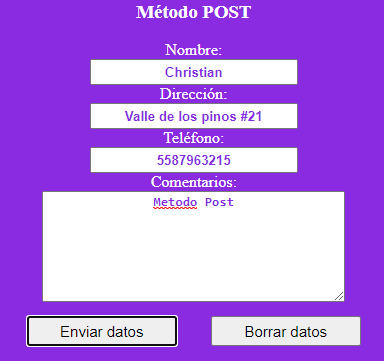 Método POST
Nombre:
Christian
Dirección:
Valle de los pinos #21
Teléfono:
5587963215
Comentarios:
Metodo Post
Enviar datos
Borrar datos